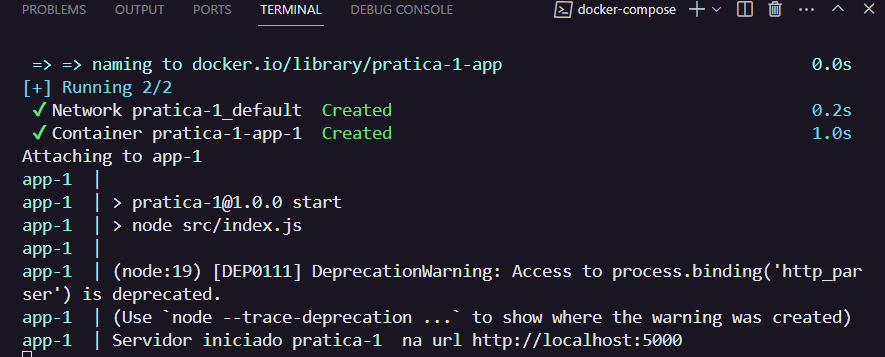 PROBLEMS OUTPUT PORTS TERMINAL DEBUG CONSOLE docker-compose
=> => naming to docker.io/library/pratica-1-app 0.0s
[+] Running 2/2
✓ Network pratica-1_default Created 0.2s
✓ Container pratica-1-app-1 Created 1.0s
Attaching to app-1
app-1 |
app-1 | > pratica-1@1.0.0 start
app-1 | > node src/index.js
app-1 |
app-1 | (node:19) [DEP0111] DeprecationWarning: Access to process.binding('http_par
ser') is deprecated.
app-1 | (Use `node --trace-deprecation ...` to show where the warning was created)
app-1 | Servidor iniciado pratica-1  na url http://localhost:5000